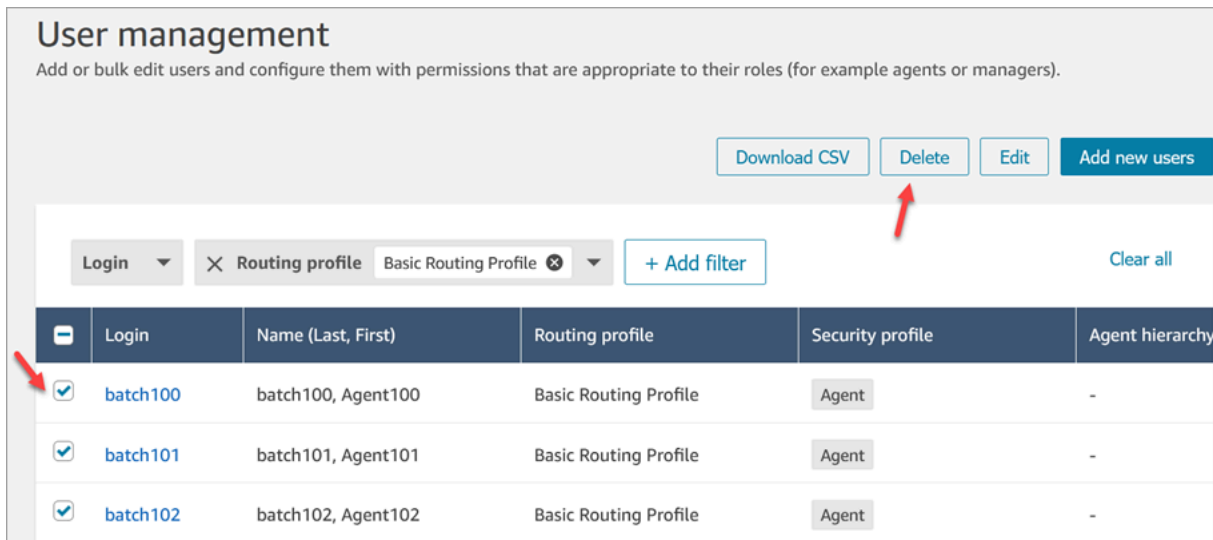 User management
Add or bulk edit users and configure them with permissions that are appropriate to their roles (for example agents or managers).
Download CSV Delete Edit Add new users
Login Routing profile Basic Routing Profile + Add filter Clear all
Login Name (Last, First) Routing profile Security profile Agent hierarchy
batch100 batch100, Agent100 Basic Routing Profile Agent -
batch101 batch101, Agent101 Basic Routing Profile Agent -
batch102 batch102, Agent102 Basic Routing Profile Agent -